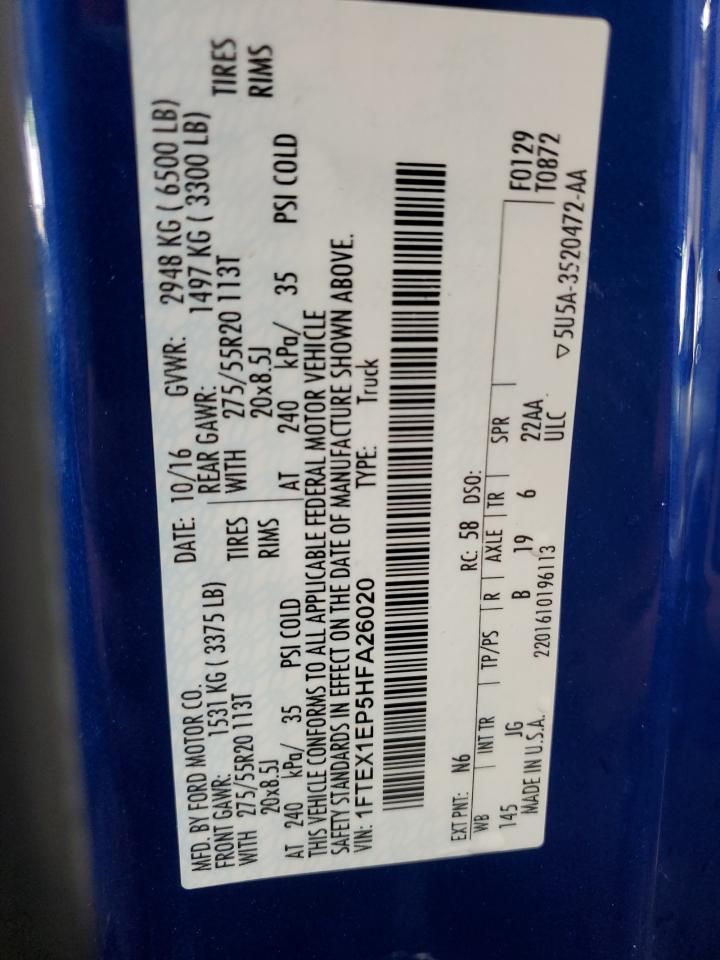 MFD. BY FORD MOTOR CO. DATE: 10/16 GVWR: 2948 KG ( 6500 LB)
FRONT GAWR: 1531 KG ( 3375 LB) REAR GAWR: 1497 KG ( 3300 LB)
WITH 275/55R20 113T TIRES WITH 275/55R20 113T TIRES
20x8.5J RIMS 20x8.5J RIMS
AT 240 kPa/ 35 PSI COLD AT 240 kPa/ 35 PSI COLD
THIS VEHICLE CONFORMS TO ALL APPLICABLE FEDERAL MOTOR VEHICLE
SAFETY STANDARDS IN EFFECT ON THE DATE OF MANUFACTURE SHOWN ABOVE.
VIN: 1FTEX1EP5HFA26020 TYPE: Truck
EXT PNT: N6 RC: 58 DSO:
WB INT TR TP/PS R AXLE TR SPR F0129
145 JG B 19 6 22AA T0872
MADE IN U.S.A. 2201610196113 ULC ▽5U5A-3520472-AA